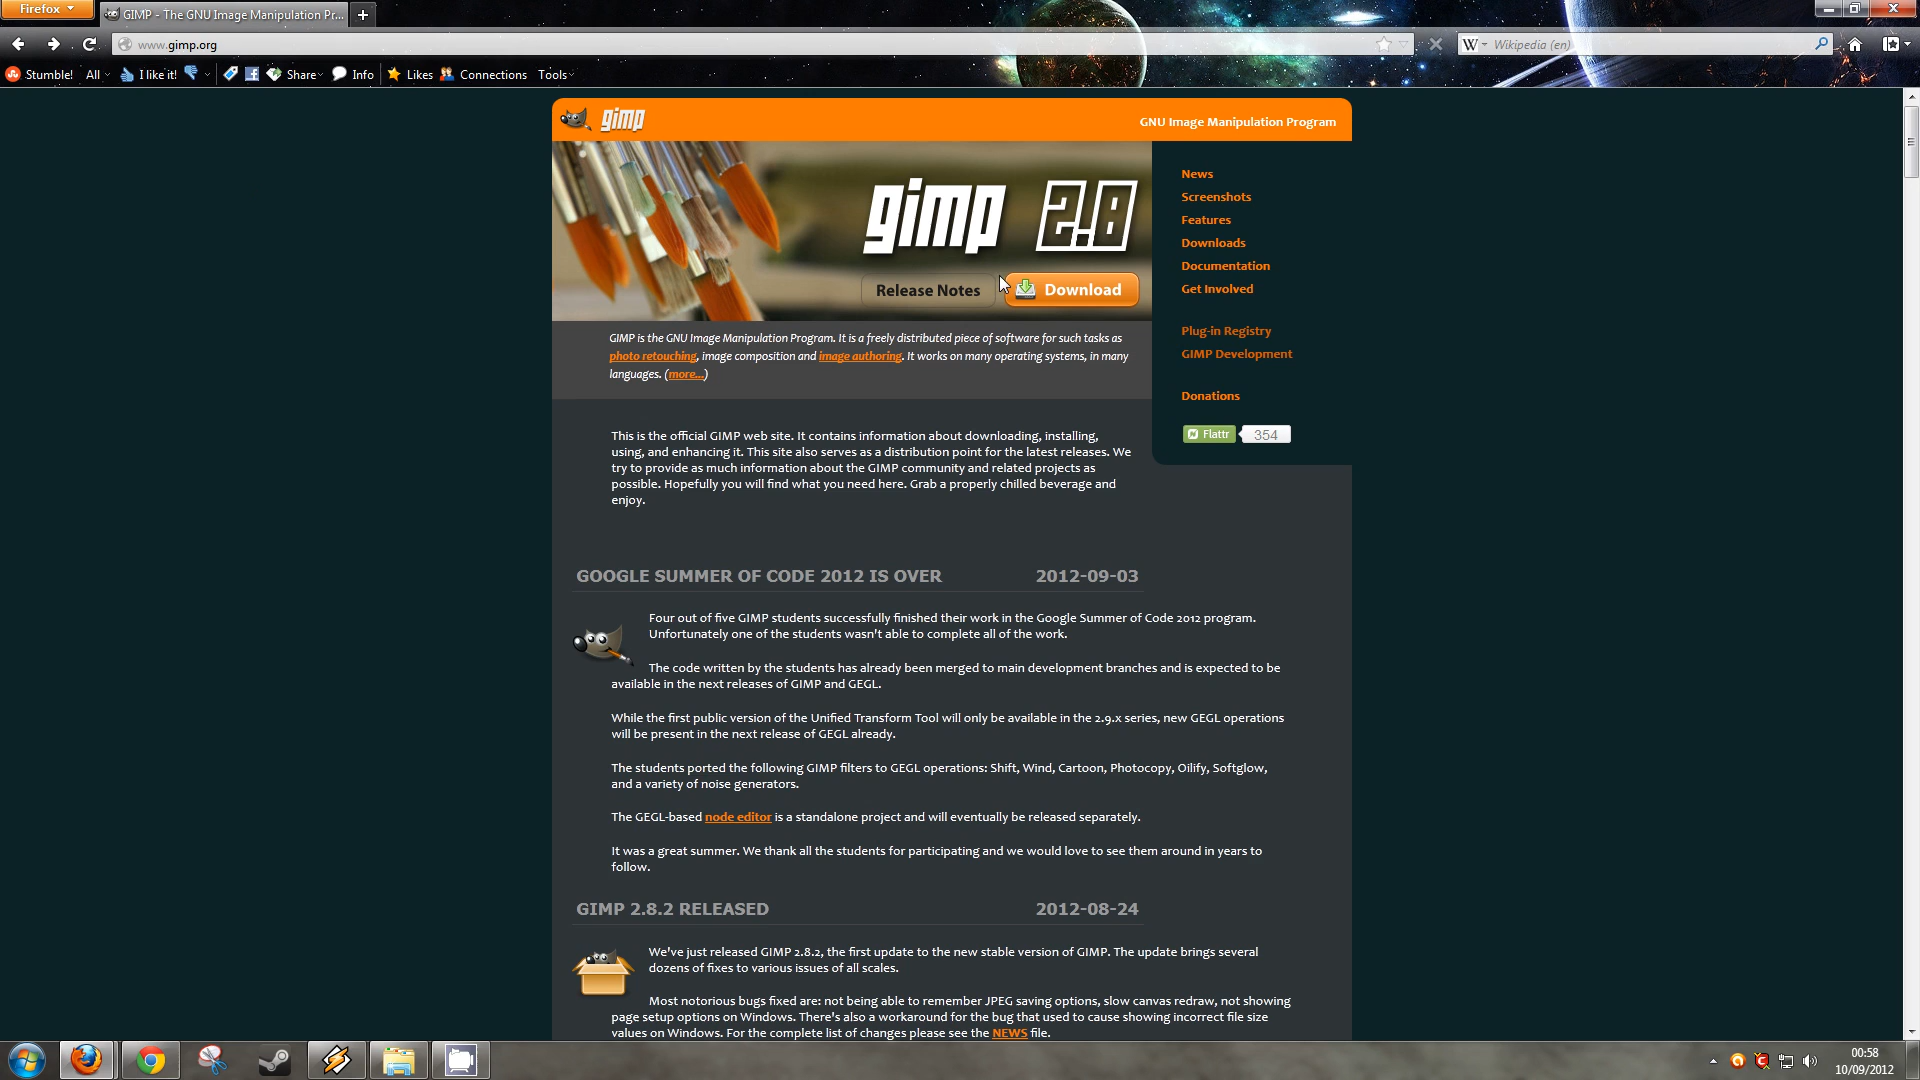 Firefox
GIMP - The GNU Image Manipulation Pr...
www.gimp.org
Wikipedia (en)
Stumble! All I like it! Share Info Likes Connections Tools
gimp
GNU Image Manipulation Program
gimp 2.8
Release Notes
Download
News
Screenshots
Features
Downloads
Documentation
Get Involved
Plug-in Registry
GIMP Development
Donations
Flattr 354
GIMP is the GNU Image Manipulation Program. It is a freely distributed piece of software for such tasks as
photo retouching, image composition and image authoring. It works on many operating systems, in many
languages. (more...)
This is the official GIMP web site. It contains information about downloading, installing,
using, and enhancing it. This site also serves as a distribution point for the latest releases. We
try to provide as much information about the GIMP community and related projects as
possible. Hopefully you will find what you need here. Grab a properly chilled beverage and
enjoy.
GOOGLE SUMMER OF CODE 2012 IS OVER 2012-09-03
Four out of five GIMP students successfully finished their work in the Google Summer of Code 2012 program.
Unfortunately one of the students wasn't able to complete all of the work.
The code written by the students has already been merged to main development branches and is expected to be
available in the next releases of GIMP and GEGL.
While the first public version of the Unified Transform Tool will only be available in the 2.9.x series, new GEGL operations
will be present in the next release of GEGL already.
The students ported the following GIMP filters to GEGL operations: Shift, Wind, Cartoon, Photocopy, Oilify, Softglow,
and a variety of noise generators.
The GEGL-based node editor is a standalone project and will eventually be released separately.
It was a great summer. We thank all the students for participating and we would love to see them around in years to
follow.
GIMP 2.8.2 RELEASED 2012-08-24
We've just released GIMP 2.8.2, the first update to the new stable version of GIMP. The update brings several
dozens of fixes to various issues of all scales.
Most notorious bugs fixed are: not being able to remember JPEG saving options, slow canvas redraw, not showing
page setup options on Windows. There's also a workaround for the bug that used to cause showing incorrect file size
values on Windows. For the complete list of changes please see the NEWS file.
00:58
10/09/2012